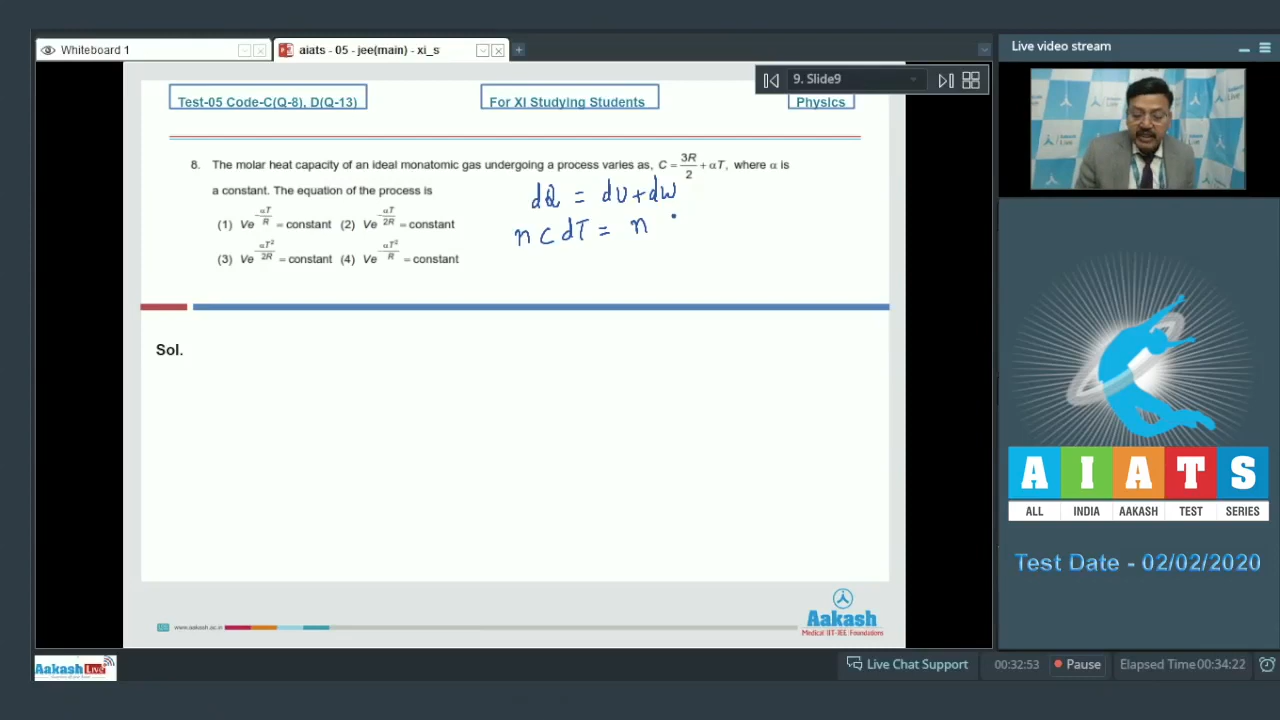 Whiteboard 1
aiats - 05 - jee(main) - xi_s
Live video stream
9. Slide9
Test-05 Code-C(Q-8), D(Q-13)
For XI Studying Students
Physics
8. The molar heat capacity of an ideal monatomic gas undergoing a process varies as, C = 3R/2 + αT, where α is
a constant. The equation of the process is
dQ = dU + dW
(1) Ve^(-αT/R) = constant (2) Ve^(-αT/2R) = constant
n C dT = n
(3) Ve^(-αT²/2R) = constant (4) Ve^(-αT²/R) = constant
Sol.
AIATS
ALL INDIA AAKASH TEST SERIES
Test Date - 02/02/2020
www.aakash.ac.in
Aakash
Medical IIT-JEE Foundations
Aakash Live
Live Chat Support
00:32:53
Pause
Elapsed Time 00:34:22